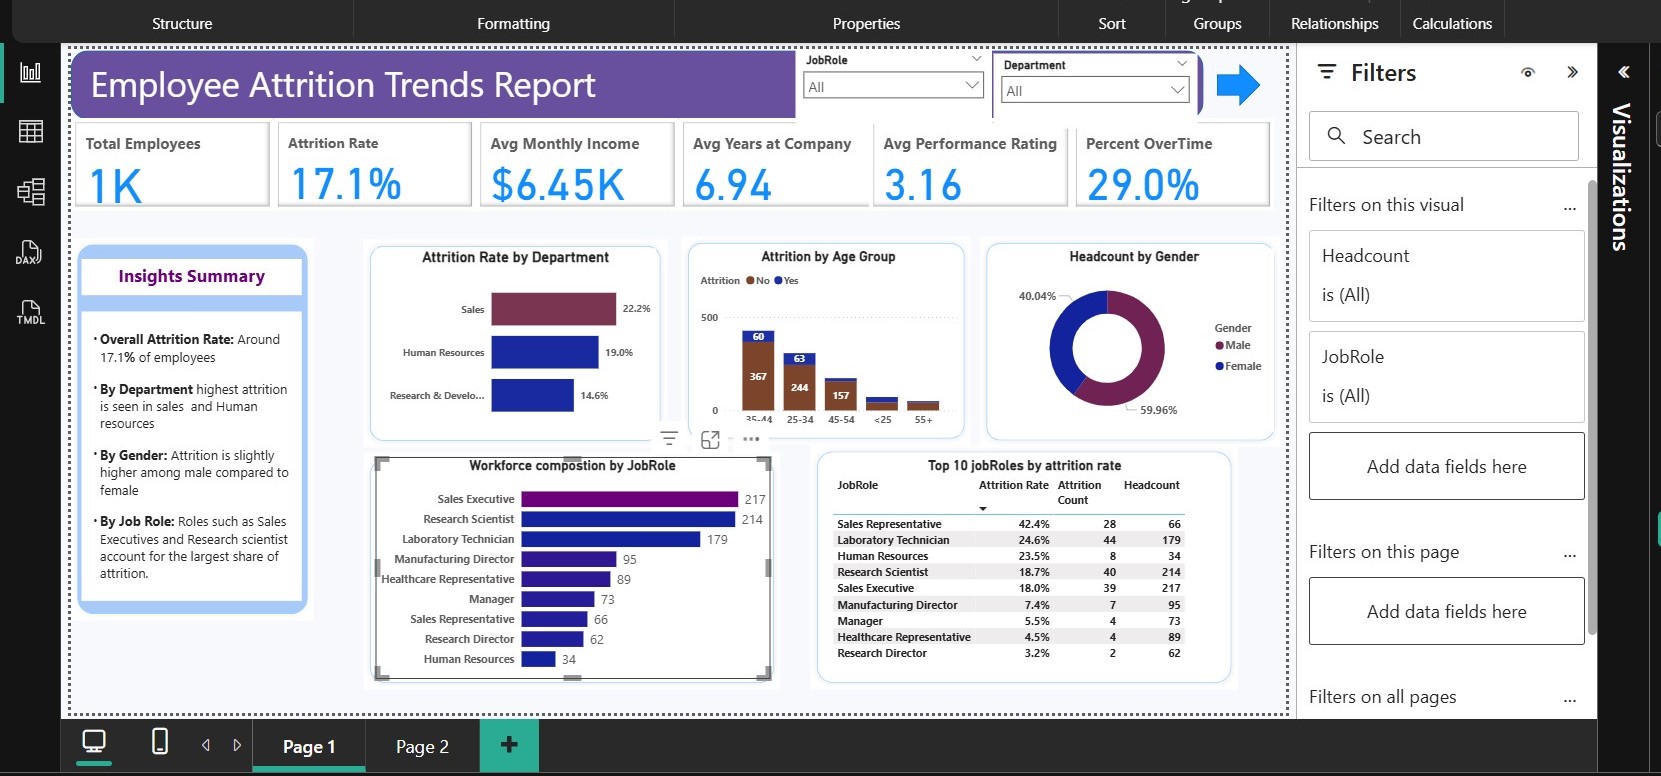 Structure
Formatting
Properties
Sort
Groups
Relationships
Calculations
Employee Attrition Trends Report
JobRole
All
Department
All
Total Employees
1K
Attrition Rate
17.1%
Avg Monthly Income
$6.45K
Avg Years at Company
6.94
Avg Performance Rating
3.16
Percent OverTime
29.0%
DAX
TMDL
Insights Summary
• Overall Attrition Rate: Around
17.1% of employees
• By Department highest attrition
is seen in sales and Human
resources
• By Gender: Attrition is slightly
higher among male compared to
female
• By Job Role: Roles such as Sales
Executives and Research scientist
account for the largest share of
attrition.
Attrition Rate by Department
Sales 22.2%
Human Resources 19.0%
Research & Develo... 14.6%
Attrition by Age Group
Attrition No Yes
500
0
60
367
63
244
157
35-44 25-34 45-54 <25 55+
Headcount by Gender
40.04%
59.96%
Gender
Male
Female
Workforce compostion by JobRole
Sales Executive 217
Research Scientist 214
Laboratory Technician 179
Manufacturing Director 95
Healthcare Representative 89
Manager 73
Sales Representative 66
Research Director 62
Human Resources 34
Top 10 jobRoles by attrition rate
JobRole Attrition Rate Attrition Headcount
Count
Sales Representative 42.4% 28 66
Laboratory Technician 24.6% 44 179
Human Resources 23.5% 8 34
Research Scientist 18.7% 40 214
Sales Executive 18.0% 39 217
Manufacturing Director 7.4% 7 95
Manager 5.5% 4 73
Healthcare Representative 4.5% 4 89
Research Director 3.2% 2 62
Filters
Search
Filters on this visual ...
Headcount
is (All)
JobRole
is (All)
Add data fields here
Filters on this page ...
Add data fields here
Filters on all pages ...
Visualizations
Page 1
Page 2